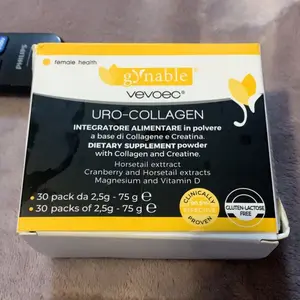 PHILIPS
female health
gynable®
vevoec®
URO-COLLAGEN
INTEGRATORE ALIMENTARE in polvere
a base di Collagene e Creatina.
DIETARY SUPPLEMENT powder
with Collagen and Creatine.
Horsetail extract
Cranberry and Horsetail extracts
Magnesium and Vitamin D
• 30 pack da 2,5g - 75 g e
• 30 packs of 2,5g - 75 g e
CLINICALLY
PROVEN
GLUTEN-LACTOSE
FREE